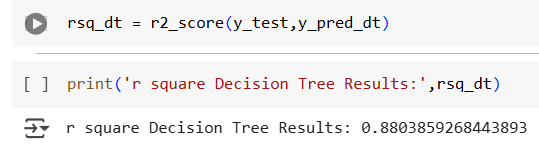 rsq_dt = r2_score(y_test,y_pred_dt)
[ ] print('r square Decision Tree Results:',rsq_dt)
r square Decision Tree Results: 0.8803859268443893